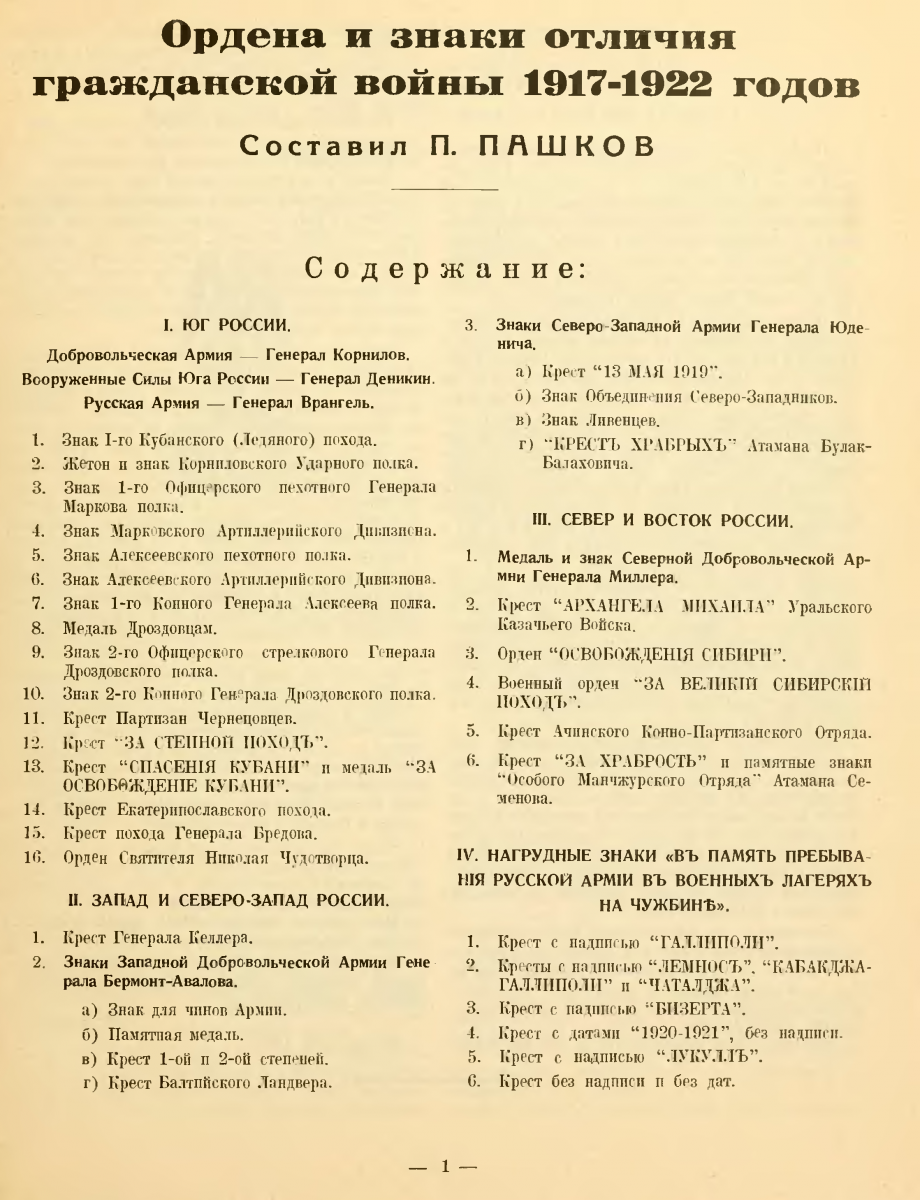 Ордена и знаки отличия
гражданской войны 1917-1922 годов
Составил П. ПАШКОВ
Содержание:
I. ЮГ РОССИИ.
Добровольческая Армия — Генерал Корнилов.
Вооруженные Силы Юга России — Генерал Деникин.
Русская Армия — Генерал Врангель.
1. Знак I-го Кубанского (Ледяного) похода.
2. Жетон и знак Корниловского Ударного полка.
3. Знак 1-го Офицерского пехотного Генерала
Маркова полка.
4. Знак Марковского Артиллерийского Дивизиона.
5. Знак Алексеевского пехотного полка.
6. Знак Алексеевского Артиллерийского Дивизиона.
7. Знак 1-го Конного Генерала Алексеева полка.
8. Медаль Дроздовцам.
9. Знак 2-го Офицерского стрелкового Генерала
Дроздовского полка.
10. Знак 2-го Конного Генерала Дроздовского полка.
11. Крест Партизан Чернецовцев.
12. Крест “ЗА СТЕПНОЙ ПОХОДЪ”.
13. Крест “СПАСЕНІЯ КУБАНИ” и медаль “ЗА
ОСВОБОЖДЕНІЕ КУБАНИ”.
14. Крест Екатеринославского похода.
15. Крест похода Генерала Бредова.
16. Орден Святителя Николая Чудотворца.
II. ЗАПАД И СЕВЕРО-ЗАПАД РОССИИ.
1. Крест Генерала Келлера.
2. Знаки Западной Добровольческой Армии Гене
рала Бермонт-Авалова.
а) Знак для чинов Армии.
б) Памятная медаль.
в) Крест 1-ой и 2-ой степеней.
г) Крест Балтийского Ландвера.
3. Знаки Северо-Западной Армии Генерала Юде-
нича.
а) Крест “13 МАЯ 1919”.
б) Знак Объединения Северо-Западников.
в) Знак Ливенцев.
г) “КРЕСТЪ ХРАБРЫХЪ” Атамана Булак-
Балаховича.
III. СЕВЕР И ВОСТОК РОССИИ.
1. Медаль и знак Северной Добровольческой Ар-
мии Генерала Миллера.
2. Крест “АРХАНГЕЛА МИХАИЛА” Уральского
Казачьего Войска.
3. Орден “ОСВОБОЖДЕНІЯ СИБИРИ”.
4. Военный орден “ЗА ВЕЛИКІЙ СИБИРСКІЙ
ПОХОДЪ”.
5. Крест Ачинского Конно-Партизанского Отряда.
6. Крест “ЗА ХРАБРОСТЬ” и памятные знаки
“Особого Манчжурского Отряда” Атамана Се-
менова.
IV. НАГРУДНЫЕ ЗНАКИ «ВЪ ПАМЯТЬ ПРЕБЫВА-
НІЯ РУССКОЙ АРМІИ ВЪ ВОЕННЫХЪ ЛАГЕРЯХЪ
НА ЧУЖБИНѢ».
1. Крест с надписью “ГАЛЛИПОЛИ”.
2. Кресты с надписью “ЛЕМНОСЪ”. “КАБАКДЖА-
ГАЛЛИПОЛИ” и “ЧАТАЛДЖА”.
3. Крест с надписью “БИЗЕРТА”.
4. Крест с датами “1920-1921”, без надписи.
5. Крест с надписью “ЛУКУЛЛЪ”.
6. Крест без надписи и без дат.
— 1 —